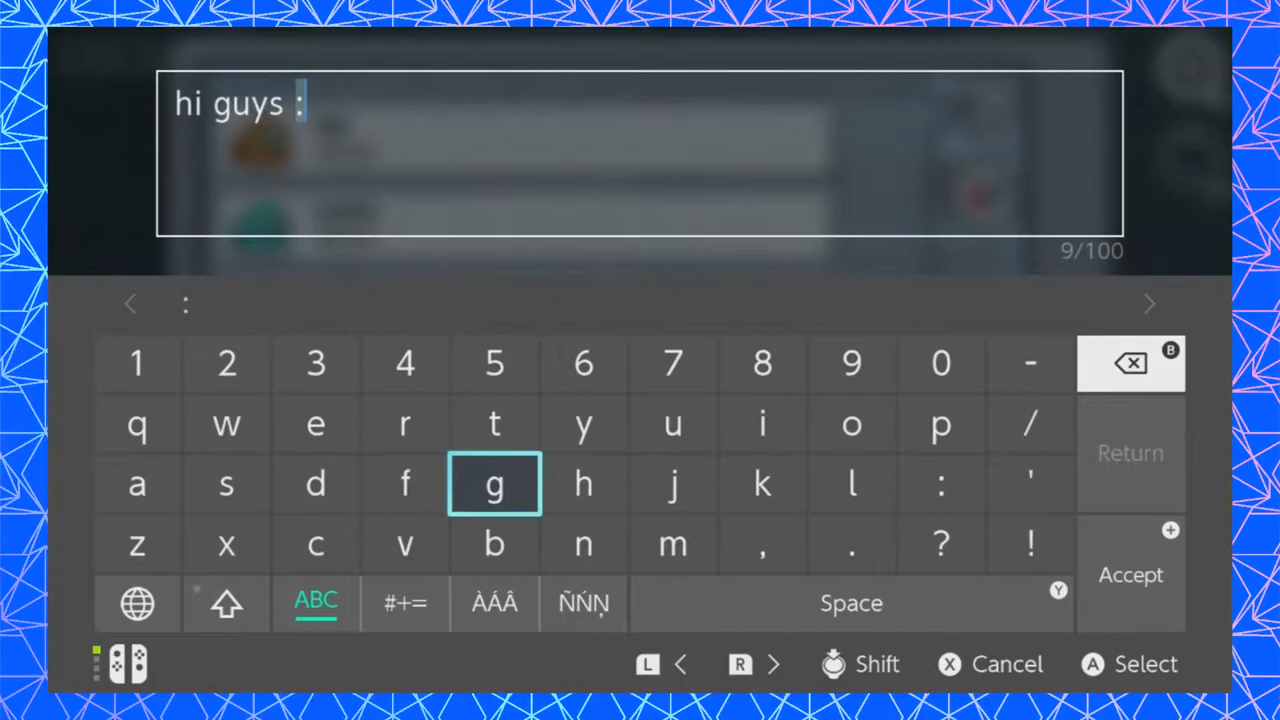 hi guys :
9/100
< : >
1 2 3 4 5 6 7 8 9 0 - B
q w e r t y u i o p /
Return
a s d f g h j k l : '
z x c v b n m , . ? ! +
Accept
ABC #+= ÀÁÂ ÑŃŅ Space Y
L < R > Shift X Cancel A Select